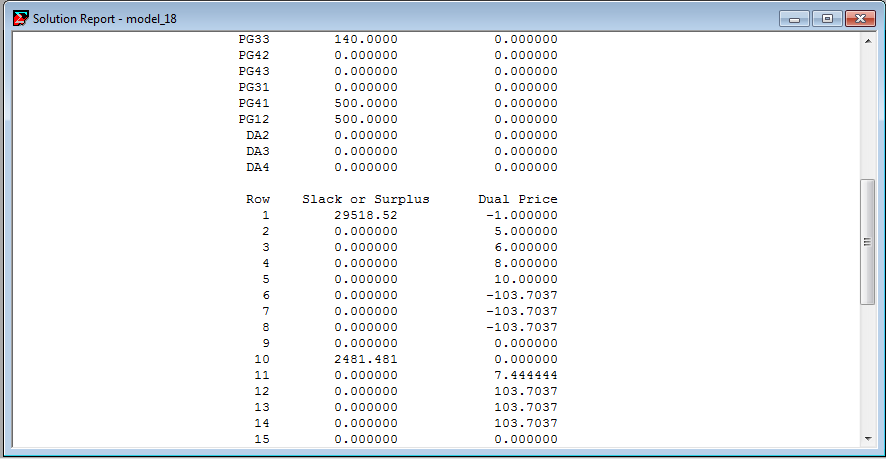 Solution Report - model_18
PG33 140.0000 0.000000
PG42 0.000000 0.000000
PG43 0.000000 0.000000
PG31 0.000000 0.000000
PG41 500.0000 0.000000
PG12 500.0000 0.000000
DA2 0.000000 0.000000
DA3 0.000000 0.000000
DA4 0.000000 0.000000
Row Slack or Surplus Dual Price
1 29518.52 -1.000000
2 0.000000 5.000000
3 0.000000 6.000000
4 0.000000 8.000000
5 0.000000 10.00000
6 0.000000 -103.7037
7 0.000000 -103.7037
8 0.000000 -103.7037
9 0.000000 0.000000
10 2481.481 0.000000
11 0.000000 7.444444
12 0.000000 103.7037
13 0.000000 103.7037
14 0.000000 103.7037
15 0.000000 0.000000